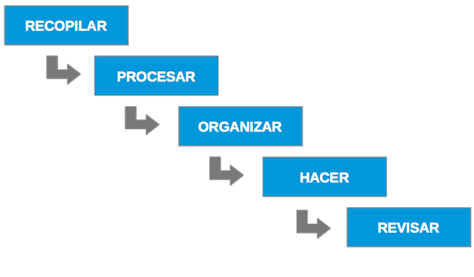 RECOPILAR
PROCESAR
ORGANIZAR
HACER
REVISAR